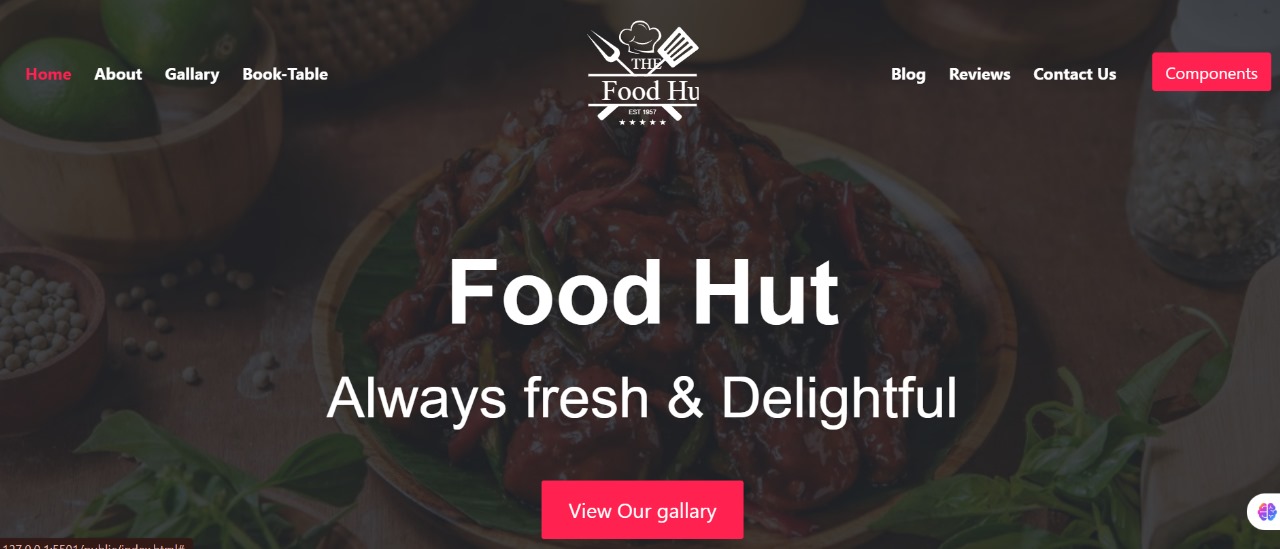 Home About Gallary Book-Table
THE
Food Hu
EST 1957
Blog Reviews Contact Us Components
Food Hut
Always fresh & Delightful
View Our gallary
127.0.0.1:5501/public/index.html#